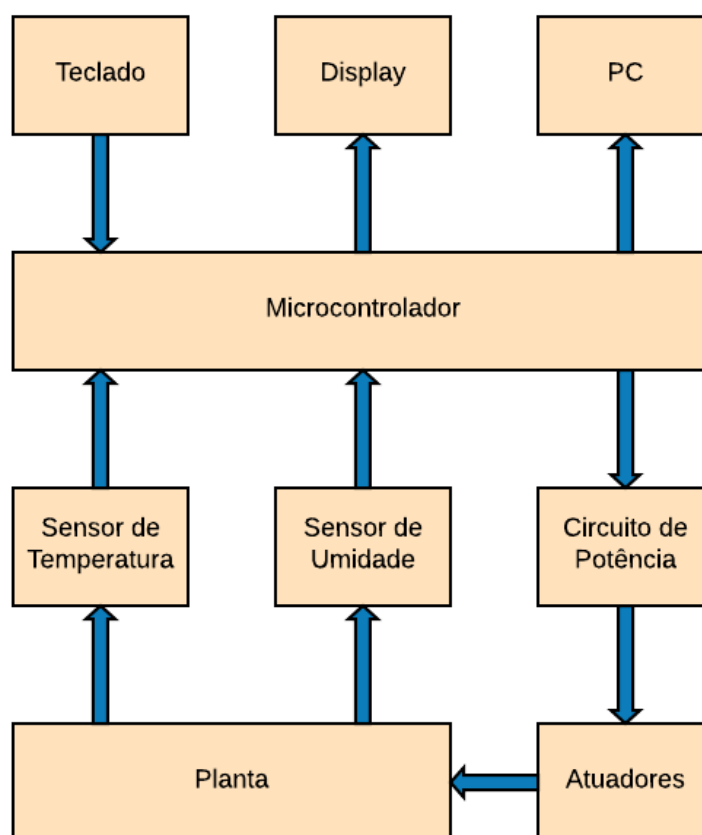 Teclado
Display
PC
Microcontrolador
Sensor de
Temperatura
Sensor de
Umidade
Circuito de
Potência
Planta
Atuadores